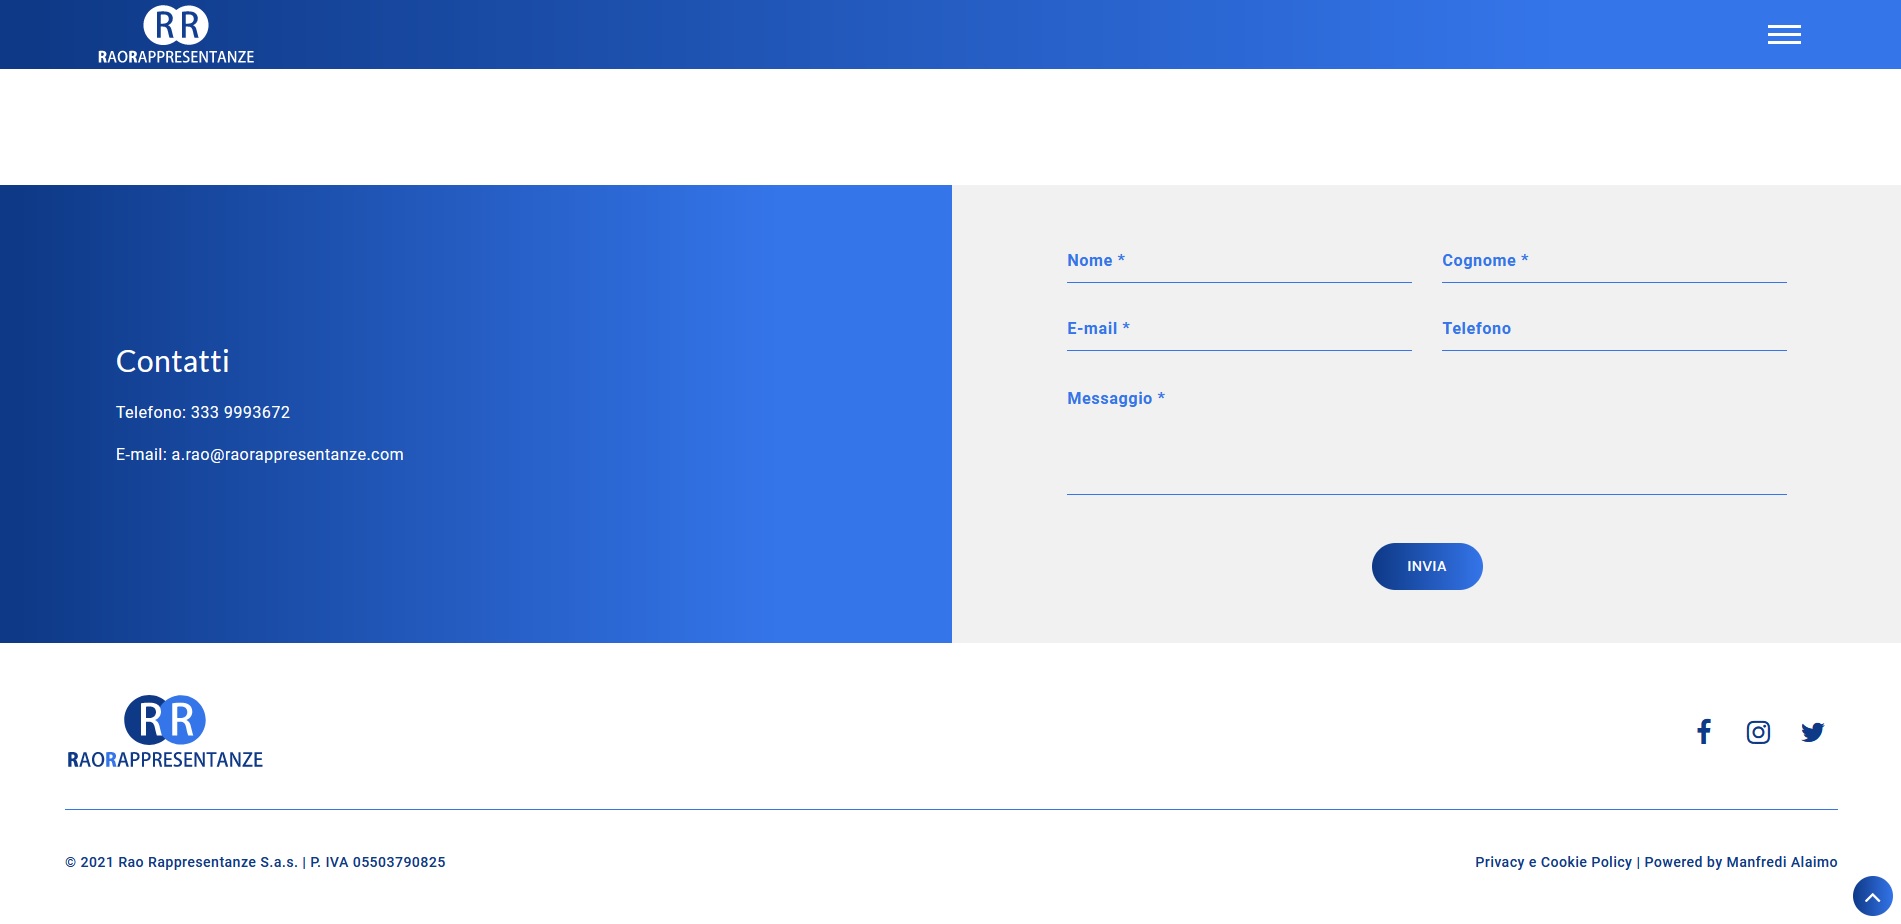 RR
RAORAPPRESENTANZE
Contatti
Telefono: 333 9993672
E-mail: a.rao@raorappresentanze.com
Nome *
Cognome *
E-mail *
Telefono
Messaggio *
INVIA
RR
RAORAPPRESENTANZE
© 2021 Rao Rappresentanze S.a.s. | P. IVA 05503790825
Privacy e Cookie Policy | Powered by Manfredi Alaimo